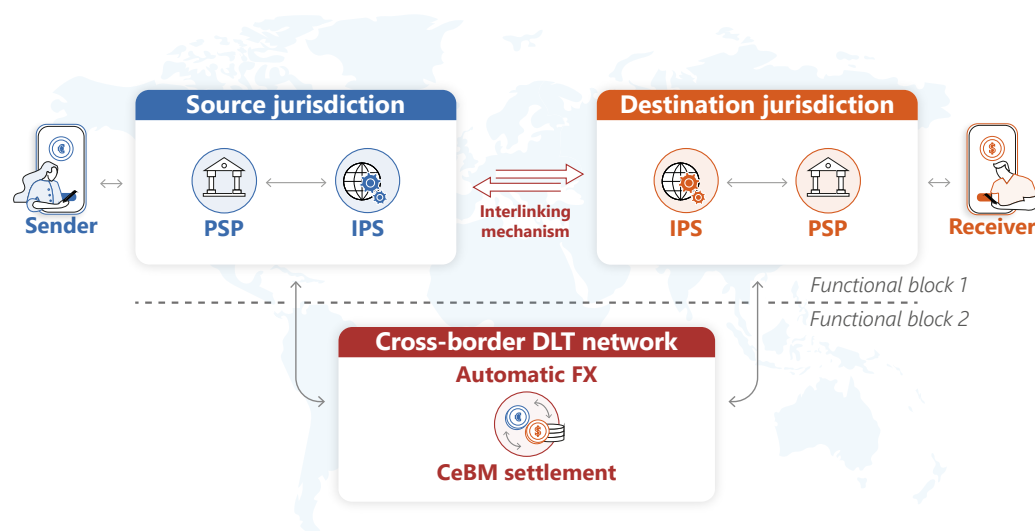 Source jurisdiction
Destination jurisdiction
€
$
Sender
PSP
IPS
Interlinking
mechanism
IPS
PSP
Receiver
Functional block 1
Functional block 2
Cross-border DLT network
Automatic FX
€
$
CeBM settlement